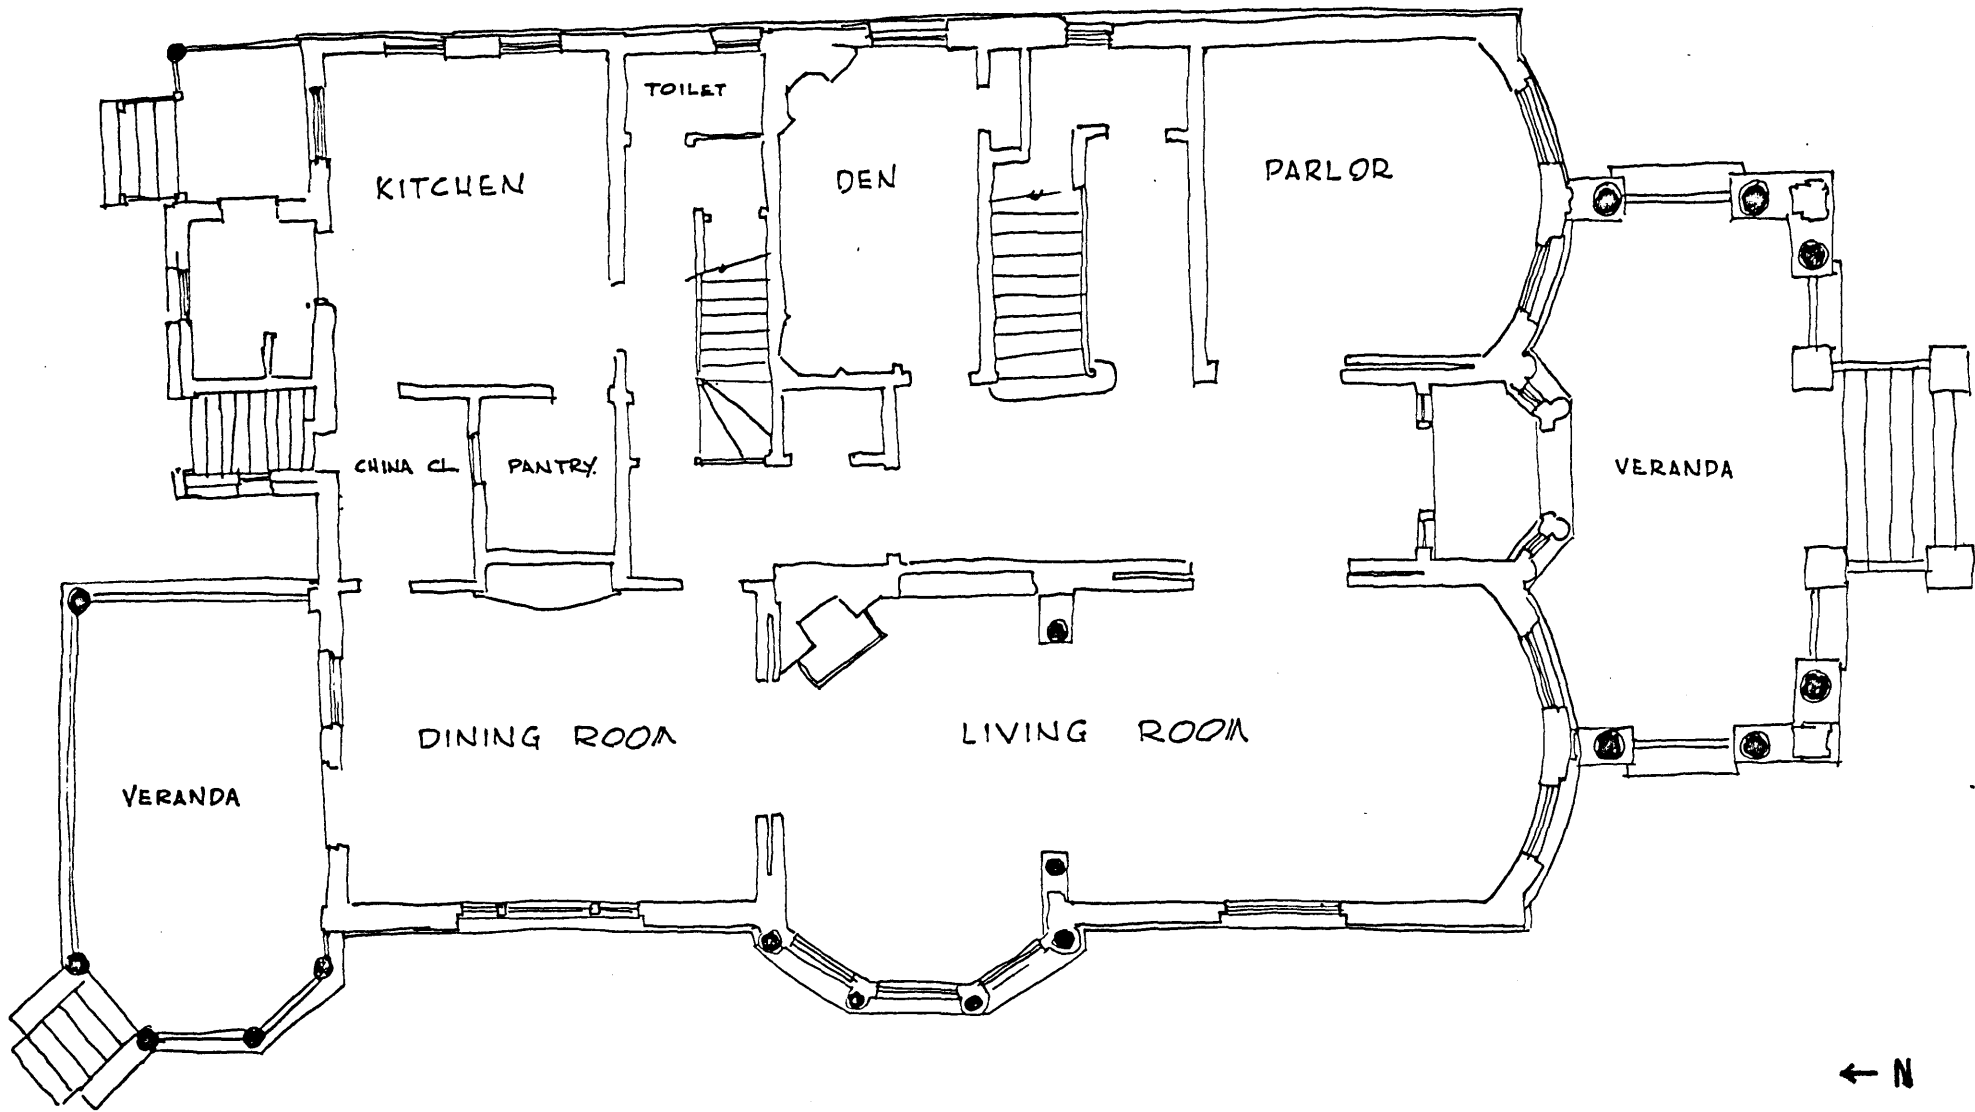 TOILET
KITCHEN
DEN
PARLOR
CHINA CL.
PANTRY.
VERANDA
DINING ROOM
LIVING ROOM
VERANDA
← N